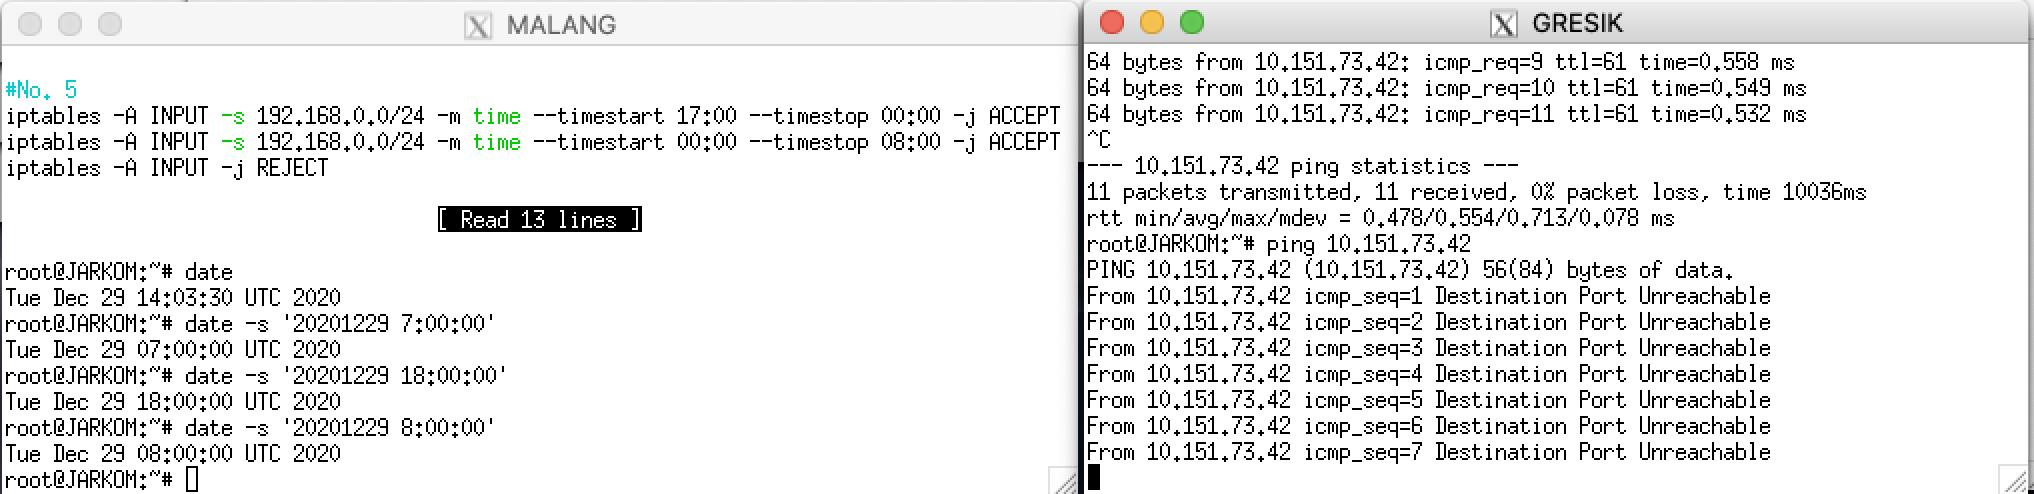 MALANG
#No. 5
iptables -A INPUT -s 192.168.0.0/24 -m time --timestart 17:00 --timestop 00:00 -j ACCEPT
iptables -A INPUT -s 192.168.0.0/24 -m time --timestart 00:00 --timestop 08:00 -j ACCEPT
iptables -A INPUT -j REJECT
[ Read 13 lines ]
root@JARKOM:~# date
Tue Dec 29 14:03:30 UTC 2020
root@JARKOM:~# date -s '20201229 7:00:00'
Tue Dec 29 07:00:00 UTC 2020
root@JARKOM:~# date -s '20201229 18:00:00'
Tue Dec 29 18:00:00 UTC 2020
root@JARKOM:~# date -s '20201229 8:00:00'
Tue Dec 29 08:00:00 UTC 2020
root@JARKOM:~#
GRESIK
64 bytes from 10.151.73.42: icmp_req=9 ttl=61 time=0.558 ms
64 bytes from 10.151.73.42: icmp_req=10 ttl=61 time=0.549 ms
64 bytes from 10.151.73.42: icmp_req=11 ttl=61 time=0.532 ms
^C
--- 10.151.73.42 ping statistics ---
11 packets transmitted, 11 received, 0% packet loss, time 10036ms
rtt min/avg/max/mdev = 0.478/0.554/0.713/0.078 ms
root@JARKOM:~# ping 10.151.73.42
PING 10.151.73.42 (10.151.73.42) 56(84) bytes of data.
From 10.151.73.42 icmp_seq=1 Destination Port Unreachable
From 10.151.73.42 icmp_seq=2 Destination Port Unreachable
From 10.151.73.42 icmp_seq=3 Destination Port Unreachable
From 10.151.73.42 icmp_seq=4 Destination Port Unreachable
From 10.151.73.42 icmp_seq=5 Destination Port Unreachable
From 10.151.73.42 icmp_seq=6 Destination Port Unreachable
From 10.151.73.42 icmp_seq=7 Destination Port Unreachable